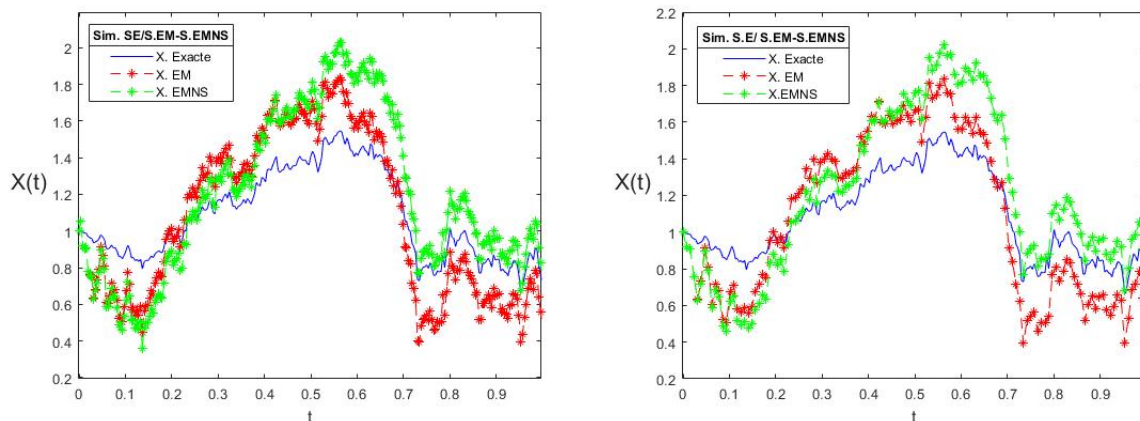 Sim. SE/S.EM-S.EMNS
X. Exacte
X. EM
X. EMNS
X(t)
2
1.8
1.6
1.4
1.2
1
0.8
0.6
0.4
0.2
0 0.1 0.2 0.3 0.4 0.5 0.6 0.7 0.8 0.9
t
Sim. S.E/ S.EM-S.EMNS
X. Exacte
X. EM
X.EMNS
X(t)
2.2
2
1.8
1.6
1.4
1.2
1
0.8
0.6
0.4
0.2
0 0.1 0.2 0.3 0.4 0.5 0.6 0.7 0.8 0.9 1
t